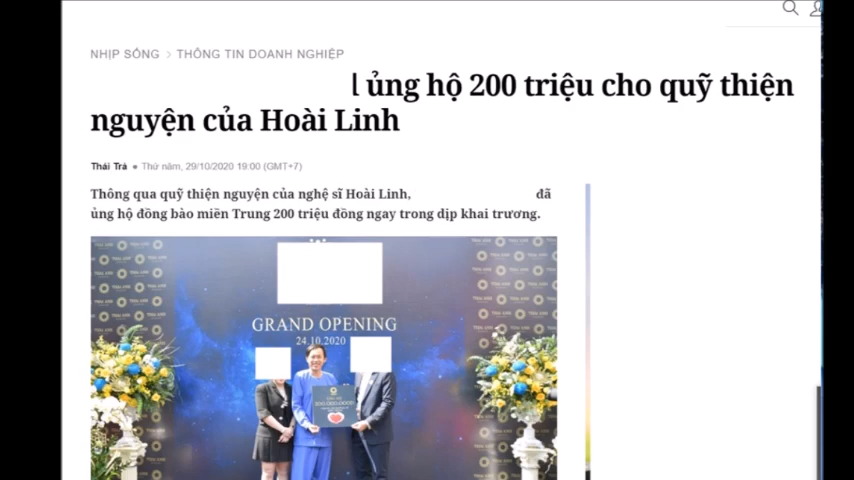 NHỊP SỐNG > THÔNG TIN DOANH NGHIỆP
ủng hộ 200 triệu cho quỹ thiện
nguyện của Hoài Linh
Thái Trà • Thứ năm, 29/10/2020 19:00 (GMT+7)
Thông qua quỹ thiện nguyện của nghệ sĩ Hoài Linh, đã
ủng hộ đồng bào miền Trung 200 triệu đồng ngay trong dịp khai trương.
GRAND OPENING
24.10.2020